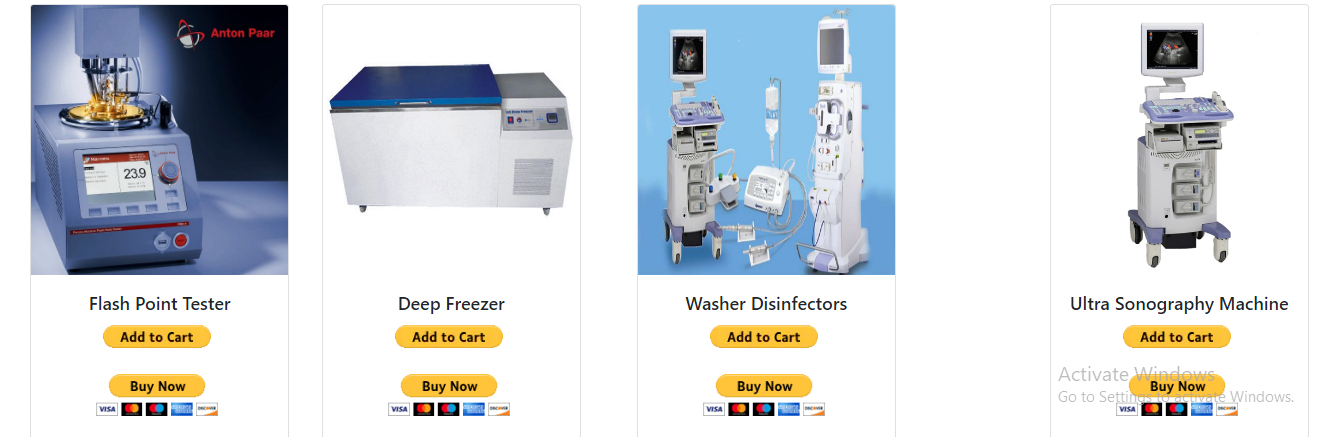 Anton Paar
23.9
Flash Point Tester
Add to Cart
Buy Now
VISA
DISCOVER
Deep Freezer
Add to Cart
Buy Now
VISA
DISCOVER
Washer Disinfectors
Add to Cart
Buy Now
VISA
DISCOVER
Ultra Sonography Machine
Add to Cart
Buy Now
VISA
DISCOVER
Activate Windows
Go to Settings to activate Windows.